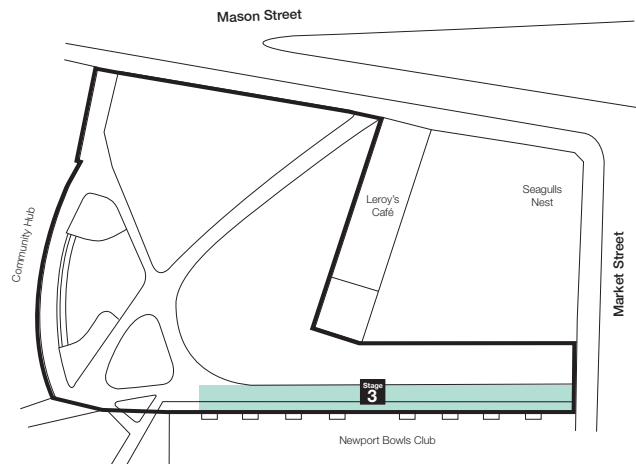 Mason Street
Leroy's
Café
Seagulls
Nest
Community Hub
Market Street
Stage
3
Newport Bowls Club